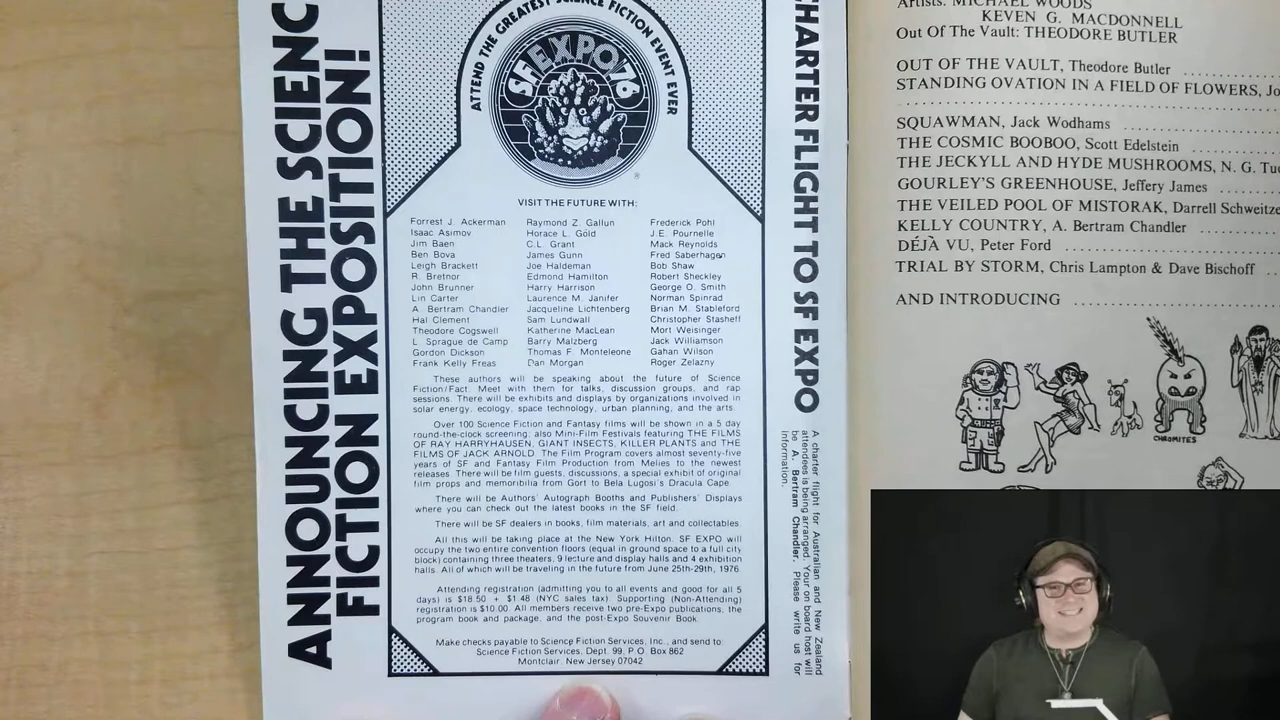 ANNOUNCING THE SCIENC
FICTION EXPOSITION!
ATTEND THE GREATEST SCIENCE FICTION EVENT EVER
SF EXPO 76
VISIT THE FUTURE WITH:
Forrest J. Ackerman
Isaac Asimov
Jim Baen
Ben Bova
Leigh Brackett
R. Bretnor
John Brunner
Lin Carter
A. Bertram Chandler
Hal Clement
Theodore Cogswell
L. Sprague de Camp
Gordon Dickson
Frank Kelly Freas
Raymond Z. Gallun
Horace L. Gold
C.L. Grant
James Gunn
Joe Haldeman
Edmond Hamilton
Harry Harrison
Laurence M. Janifer
Jacqueline Lichtenberg
Sam Lundwall
Katherine MacLean
Barry Malzberg
Thomas F. Monteleone
Dan Morgan
Frederick Pohl
J.E. Pournelle
Mack Reynolds
Fred Saberhagen
Bob Shaw
Robert Sheckley
George O. Smith
Norman Spinrad
Brian M. Stableford
Christopher Stasheff
Mort Weisinger
Jack Williamson
Gahan Wilson
Roger Zelazny
These authors will be speaking about the future of Science
Fiction/Fact. Meet with them for talks, discussion groups, and rap
sessions. There will be exhibits and displays by organizations involved in
solar energy, ecology, space technology, urban planning, and the arts.
Over 100 Science Fiction and Fantasy films will be shown in a 5 day
round-the-clock screening; also Mini-Film Festivals featuring THE FILMS
OF RAY HARRYHAUSEN, GIANT INSECTS, KILLER PLANTS and THE
FILMS OF JACK ARNOLD. The Film Program covers almost seventy-five
years of SF and Fantasy Film Production from Melies to the newest
releases. There will be film guests, discussions, a special exhibit of original
film props and memoribilia from Gort to Bela Lugosi's Dracula Cape.
There will be Authors' Autograph Booths and Publishers' Displays
where you can check out the latest books in the SF field.
There will be SF dealers in books, film materials, art and collectables.
All this will be taking place at the New York Hilton. SF EXPO will
occupy the two entire convention floors (equal in ground space to a full city
block) containing three theaters, 9 lecture and display halls and 4 exhibition
halls. All of which will be traveling in the future from June 25th-29th, 1976.
Attending registration (admitting you to all events and good for all 5
days) is $18.50 + $1.48 (NYC sales tax). Supporting (Non-Attending)
registration is $10.00. All members receive two pre-Expo publications, the
program book and package, and the post-Expo Souvenir Book.
Make checks payable to Science Fiction Services, Inc., and send to:
Science Fiction Services, Dept. 99, P.O. Box 862
Montclair, New Jersey 07042
CHARTER FLIGHT TO SF EXPO
A charter flight for Australian and New Zealand
attendees is being arranged. Your on board host will
be A. Bertram Chandler. Please write us for
information.
Artists: MICHAEL WOODS
KEVEN G. MACDONNELL
Out Of The Vault: THEODORE BUTLER
OUT OF THE VAULT, Theodore Butler
STANDING OVATION IN A FIELD OF FLOWERS, Jo
SQUAWMAN, Jack Wodhams
THE COSMIC BOOBOO, Scott Edelstein
THE JECKYLL AND HYDE MUSHROOMS, N. G. Tu
GOURLEY'S GREENHOUSE, Jeffery James
THE VEILED POOL OF MISTORAK, Darrell Schweitze
KELLY COUNTRY, A. Bertram Chandler
DÉJÀ VU, Peter Ford
TRIAL BY STORM, Chris Lampton & Dave Bischoff
AND INTRODUCING
CHROMITES